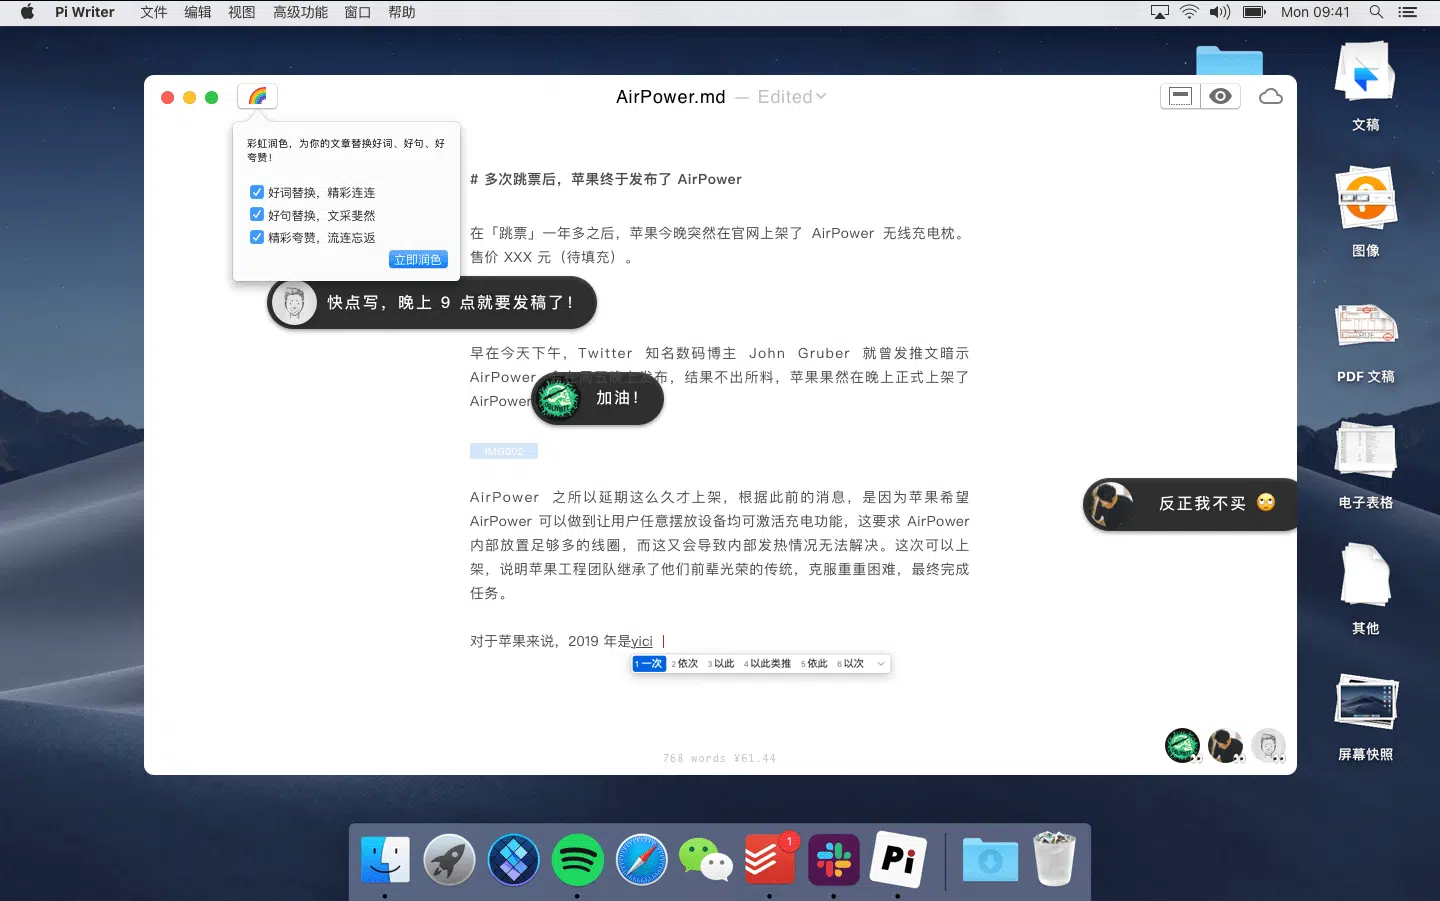 Pi Writer 文件 编辑 视图 高级功能 窗口 帮助 Mon 09:41
AirPower.md — Edited
彩虹润色，为你的文章替换好词、好句、好
夸赞！
好词替换，精彩连连
好句替换，文采斐然
精彩夸赞，流连忘返
立即润色
# 多次跳票后，苹果终于发布了 AirPower
在「跳票」一年多之后，苹果今晚突然在官网上架了 AirPower 无线充电枕。
售价 XXX 元（待填充）。
快点写，晚上 9 点就要发稿了！
早在今天下午，Twitter 知名数码博主 John Gruber 就曾发推文暗示
AirPower 会在周五晚上发布，结果不出所料，苹果果然在晚上正式上架了
AirPower
加油！
IMG002
AirPower 之所以延期这么久才上架，根据此前的消息，是因为苹果希望
AirPower 可以做到让用户任意摆放设备均可激活充电功能，这要求 AirPower
内部放置足够多的线圈，而这又会导致内部发热情况无法解决。这次可以上
架，说明苹果工程团队继承了他们前辈光荣的传统，克服重重困难，最终完成
任务。
反正我不买 🙄
对于苹果来说，2019 年是yici
1 一次 2 依次 3 以此 4 以此类推 5 依此 6 以次
768 words ¥61.44
文稿
图像
PDF
PDF 文稿
电子表格
其他
屏幕快照
1
Pi